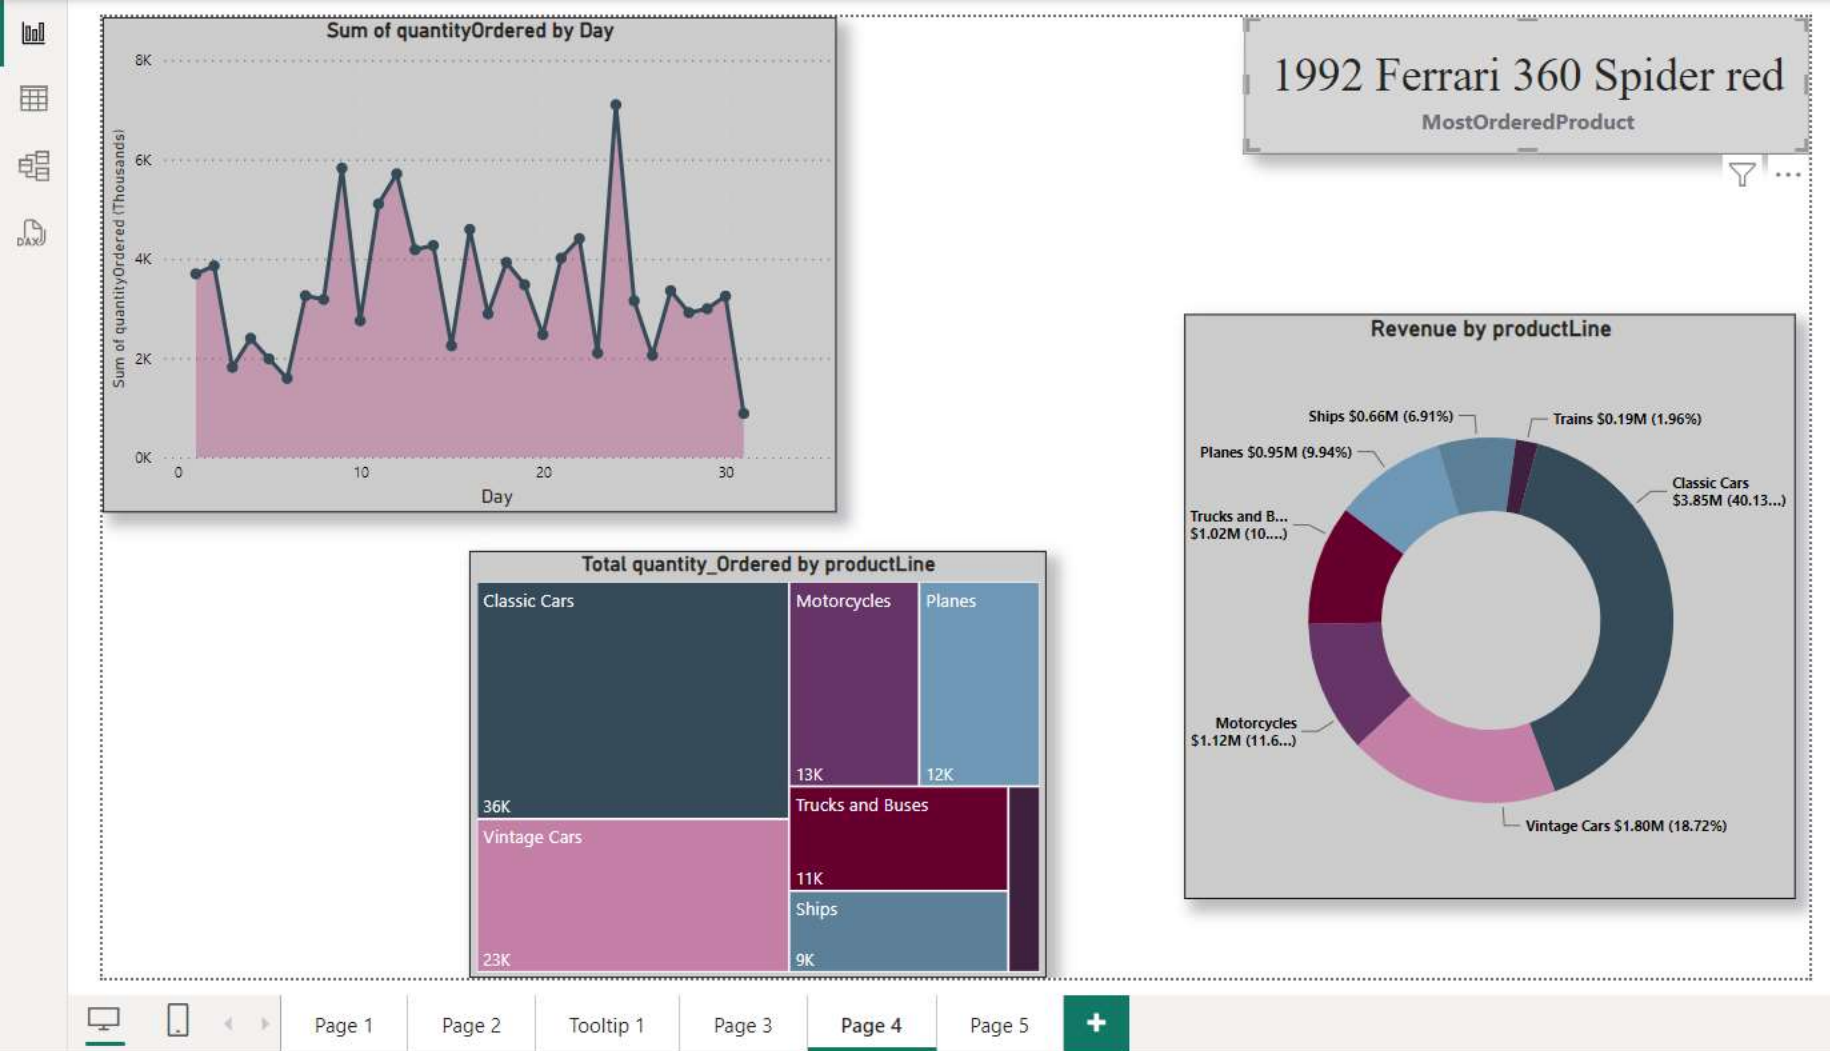 Sum of quantityOrdered by Day
8K
6K
4K
2K
0K
Sum of quantityOrdered (Thousands)
0
10
20
30
Day
1992 Ferrari 360 Spider red
MostOrderedProduct
DAX
Revenue by productLine
Ships $0.66M (6.91%)
Trains $0.19M (1.96%)
Planes $0.95M (9.94%)
Classic Cars
$3.85M (40.13...)
Trucks and B...
$1.02M (10....)
Motorcycles
$1.12M (11.6...)
Vintage Cars $1.80M (18.72%)
Total quantity_Ordered by productLine
Classic Cars
36K
Vintage Cars
23K
Motorcycles
13K
Planes
12K
Trucks and Buses
11K
Ships
9K
Page 1
Page 2
Tooltip 1
Page 3
Page 4
Page 5
+